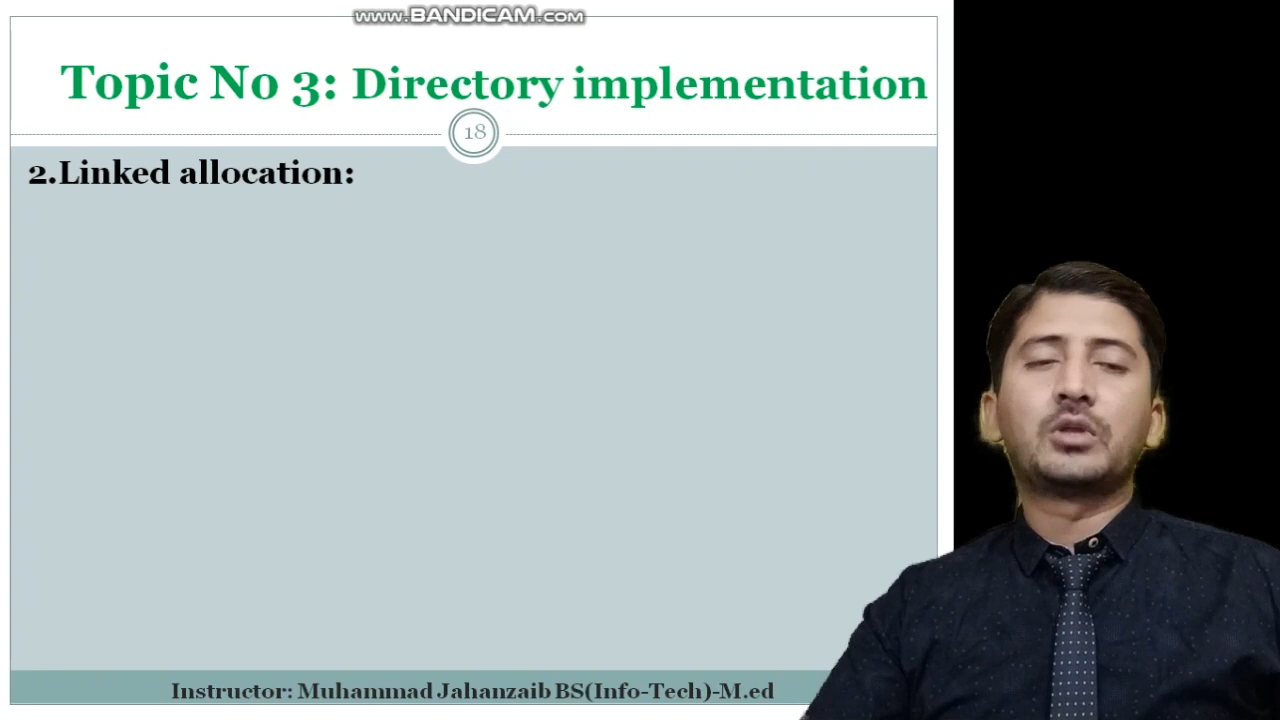 www.BANDICAM.com
Topic No 3: Directory implementation
18
2.Linked allocation:
Instructor: Muhammad Jahanzaib BS(Info-Tech)-M.ed